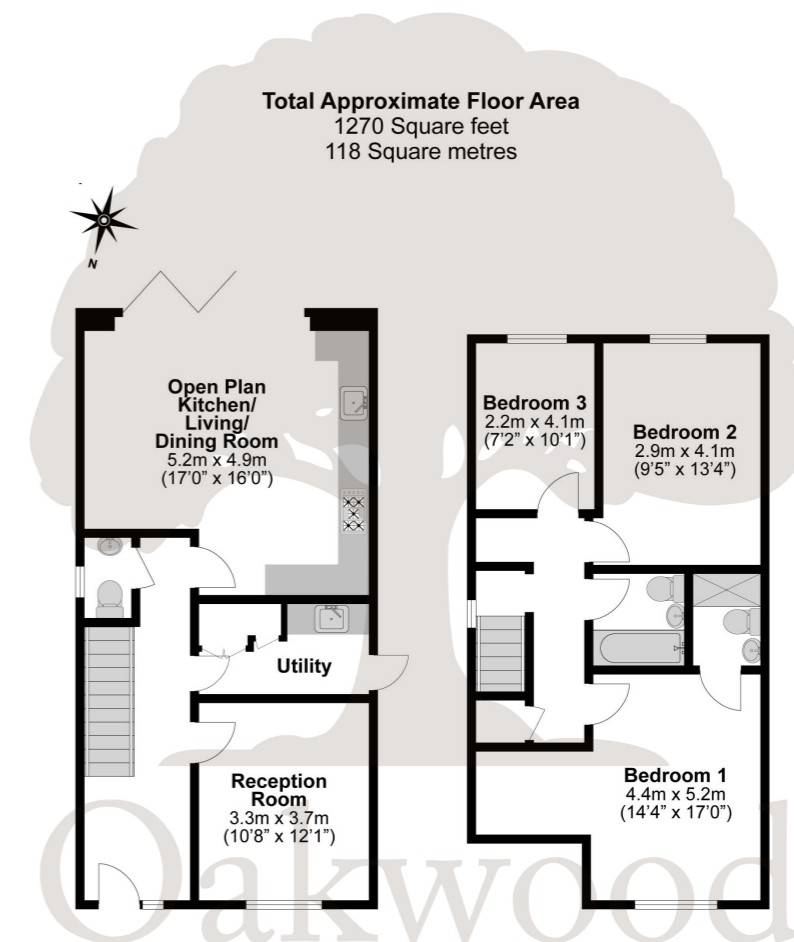 Total Approximate Floor Area
1270 Square feet
118 Square metres
N
Open Plan
Kitchen/
Living/
Dining Room
5.2m x 4.9m
(17'0" x 16'0")
Utility
Reception
Room
3.3m x 3.7m
(10'8" x 12'1")
Bedroom 3
2.2m x 4.1m
(7'2" x 10'1")
Bedroom 2
2.9m x 4.1m
(9'5" x 13'4")
Bedroom 1
4.4m x 5.2m
(14'4" x 17'0")
Oakwood